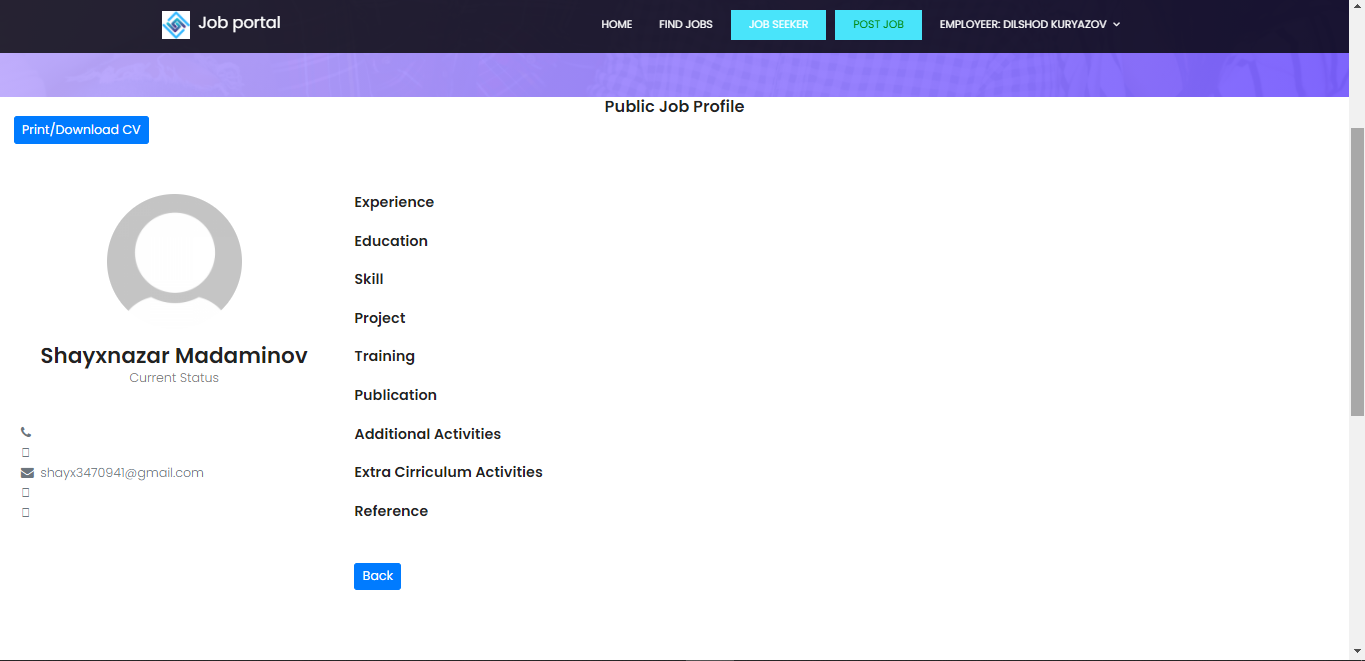 Job portal
HOME FIND JOBS JOB SEEKER POST JOB EMPLOYEER: DILSHOD KURYAZOV
Public Job Profile
Print/Download CV
Shayxnazar Madaminov
Current Status
shayx3470941@gmail.com
Experience
Education
Skill
Project
Training
Publication
Additional Activities
Extra Cirriculum Activities
Reference
Back